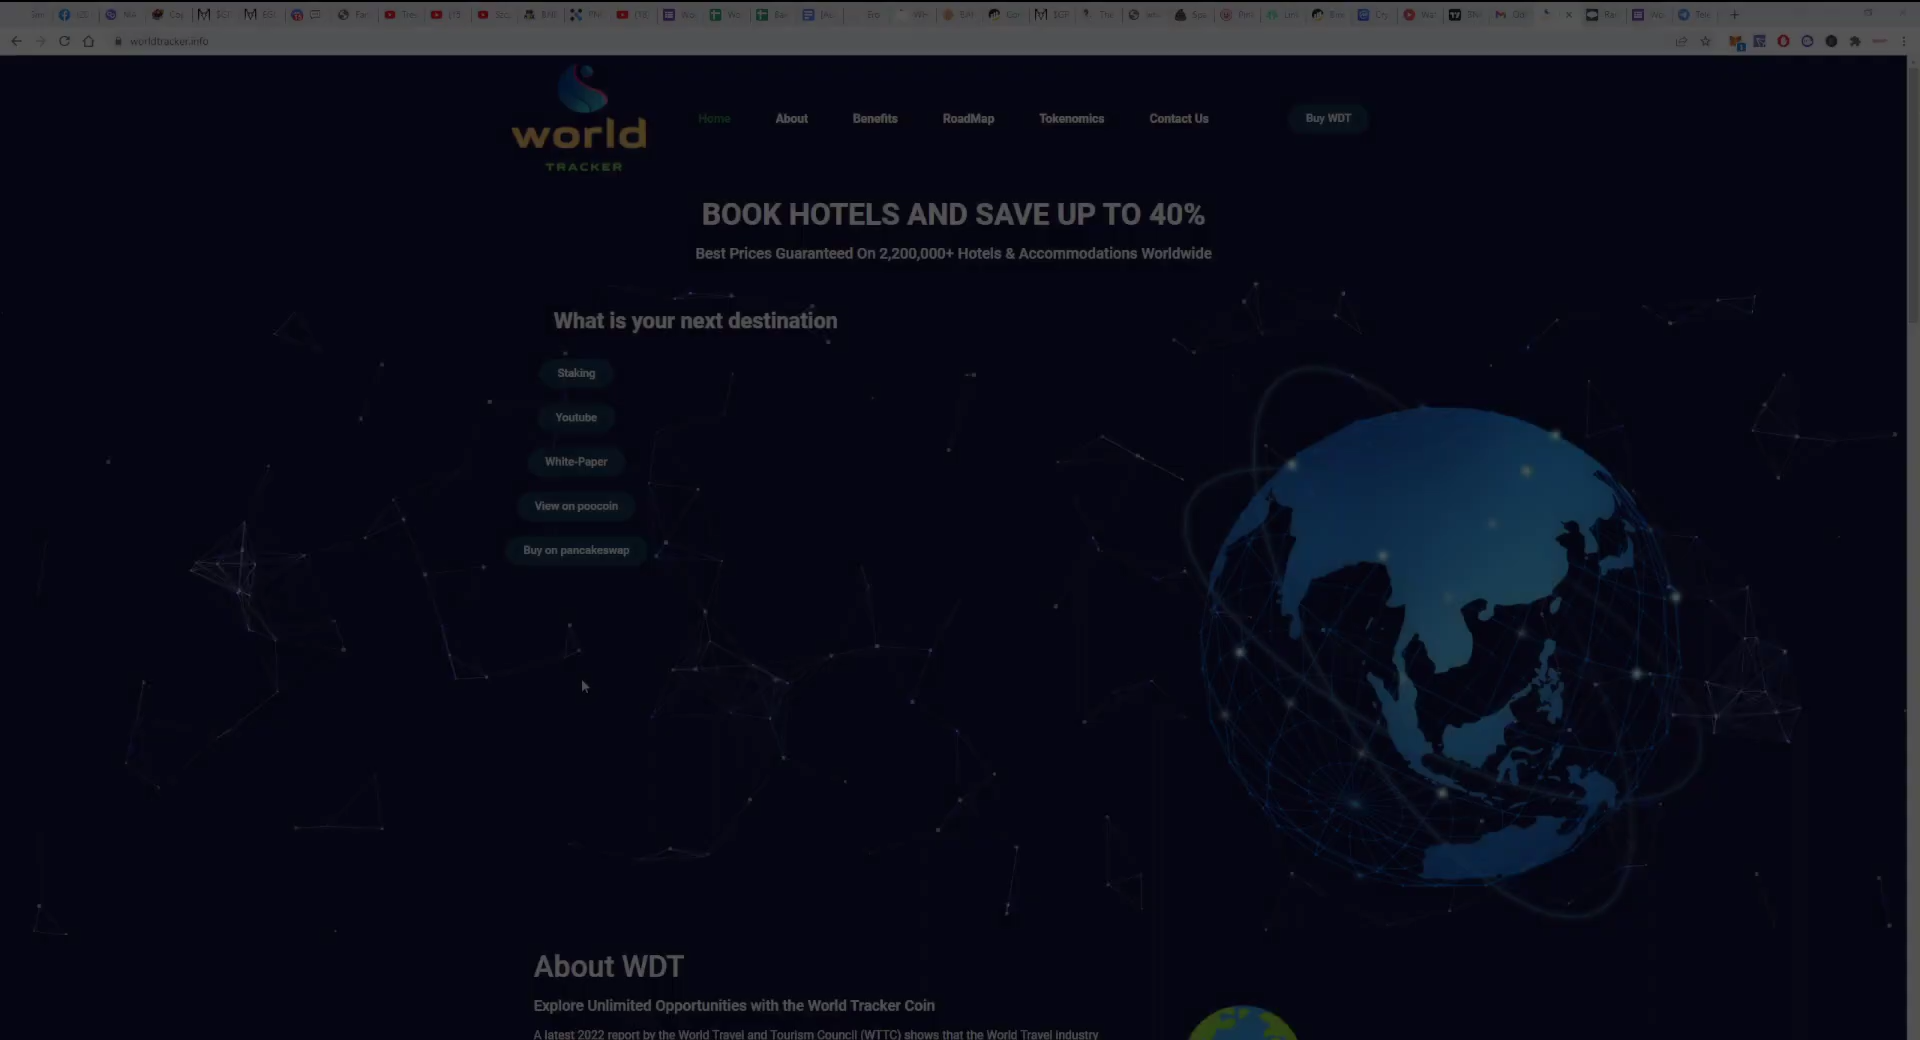 worldtracker.info
world
TRACKER
Home About Benefits RoadMap Tokenomics Contact Us Buy WDT
BOOK HOTELS AND SAVE UP TO 40%
Best Prices Guaranteed On 2,200,000+ Hotels & Accommodations Worldwide
What is your next destination
Staking
Youtube
White-Paper
View on poocoin
Buy on pancakeswap
About WDT
Explore Unlimited Opportunities with the World Tracker Coin
A latest 2022 report by the World Travel and Tourism Council (WTTC) shows that the World Travel industry